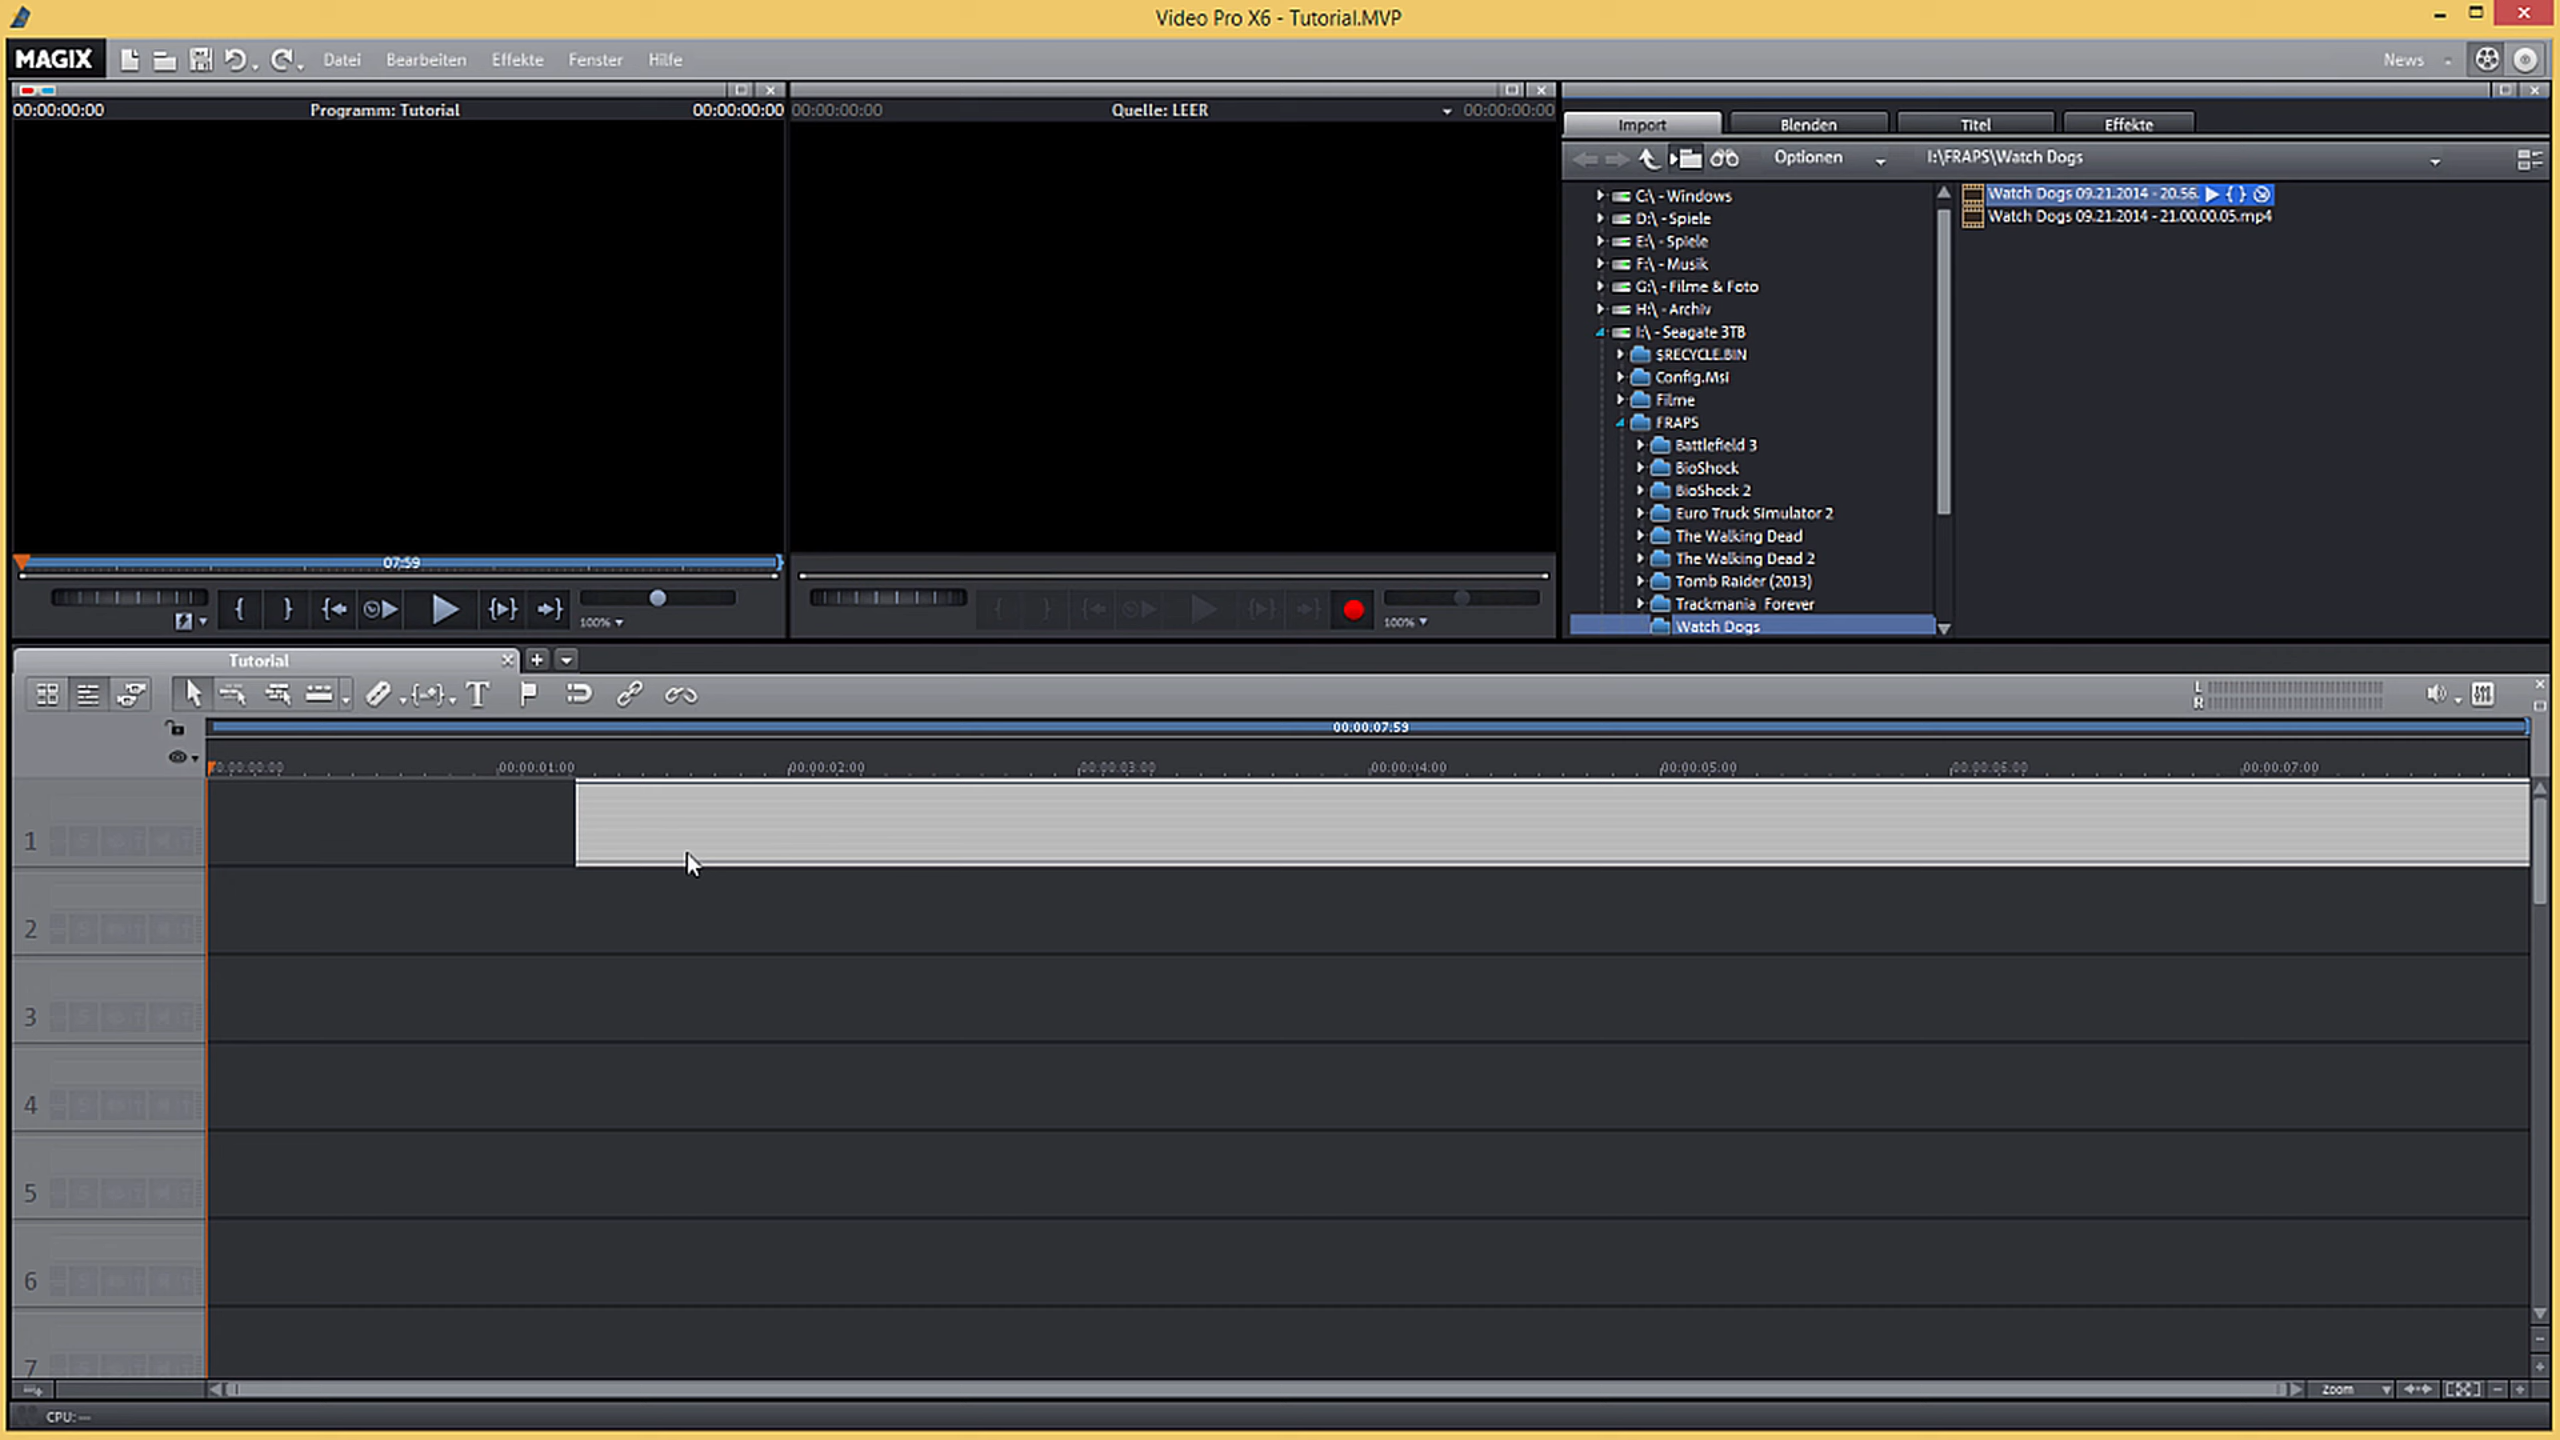 Video Pro X6 - Tutorial.MVP
MAGIX
Datei Bearbeiten Effekte Fenster Hilfe
News
00:00:00:00 Programm: Tutorial 00:00:00:00
00:00:00:00 Quelle: LEER 00:00:00:00
Import Blenden Titel Effekte
Optionen
I:\FRAPS\Watch Dogs
C:\ - Windows
D:\ - Spiele
E:\ - Spiele
F:\ - Musik
G:\ - Filme & Foto
H:\ - Archiv
I:\ - Seagate 3TB
$RECYCLE.BIN
Config.Msi
Filme
FRAPS
Battlefield 3
BioShock
BioShock 2
Euro Truck Simulator 2
The Walking Dead
The Walking Dead 2
Tomb Raider (2013)
Trackmania Forever
Watch Dogs
Watch Dogs 09.21.2014 - 20.56.
Watch Dogs 09.21.2014 - 21.00.00.05.mp4
07:59
100%
100%
Tutorial
L
R
00:00:07:59
00:00:00:00 00:00:01:00 00:00:02:00 00:00:03:00 00:00:04:00 00:00:05:00 00:00:06:00 00:00:07:00
1
2
3
4
5
6
7
Zoom
CPU: —